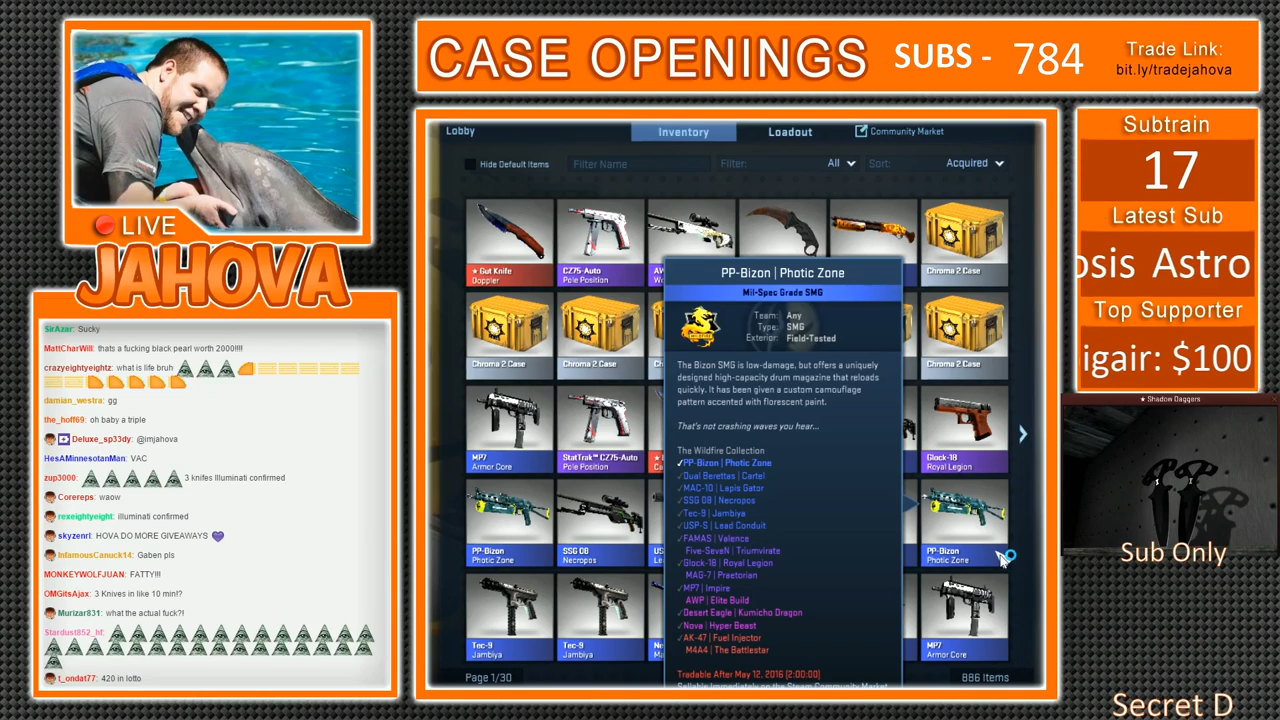 CASE OPENINGS
SUBS - 784
Trade Link:
bit.ly/tradejahova
LIVE
JAHOVA
SirAzar: Sucky
MattCharWill: thats a fucking black pearl worth 2000!!!!
crazyeightyeightz: what is life bruh
damian_westra: gg
the_hoff69: oh baby a triple
Deluxe_sp33dy: @imjahova
HesAMinnesotanMan: VAC
zup3000: 3 knifes Illuminati confirmed
Corereps: waow
rexeightyeight: illuminati confirmed
skyzenrl: HOVA DO MORE GIVEAWAYS
InfamousCanuck14: Gaben pls
MONKEYWOLFJUAN: FATTY!!!
OMGitsAjax: 3 Knives in like 10 min!?
Murizar831: what the actual fuck?!
Stardust852_hf:
t_ondat77: 420 in lotto
Lobby
Inventory
Loadout
Community Market
Hide Default Items
Filter Name
Filter:
All
Sort:
Acquired
★ Gut Knife
Doppler
CZ75-Auto
Pole Position
Chroma 2 Case
Chroma 2 Case
Chroma 2 Case
Chroma 2 Case
MP7
Armor Core
StatTrak™ CZ75-Auto
Pole Position
Glock-18
Royal Legion
PP-Bizon
Photic Zone
SSG 08
Necropos
PP-Bizon
Photic Zone
Tec-9
Jambiya
Tec-9
Jambiya
MP7
Armor Core
PP-Bizon | Photic Zone
Mil-Spec Grade SMG
Team: Any
Type: SMG
Exterior: Field-Tested
The Bizon SMG is low-damage, but offers a uniquely
designed high-capacity drum magazine that reloads
quickly. It has been given a custom camouflage
pattern accented with florescent paint.
That's not crashing waves you hear...
The Wildfire Collection
✓PP-Bizon | Photic Zone
✓Dual Berettas | Cartel
✓MAC-10 | Lapis Gator
✓SSG 08 | Necropos
✓Tec-9 | Jambiya
✓USP-S | Lead Conduit
✓FAMAS | Valence
Five-SeveN | Triumvirate
✓Glock-18 | Royal Legion
MAG-7 | Praetorian
✓MP7 | Impire
AWP | Elite Build
✓Desert Eagle | Kumicho Dragon
✓Nova | Hyper Beast
✓AK-47 | Fuel Injector
M4A4 | The Battlestar
Tradable After May 12, 2016 (2:00:00)
Sellable Immediately on the Steam Community Market
Page 1/30
886 Items
Subtrain
17
Latest Sub
osis Astro
Top Supporter
igair: $100
★ Shadow Daggers
Sub Only
Secret D